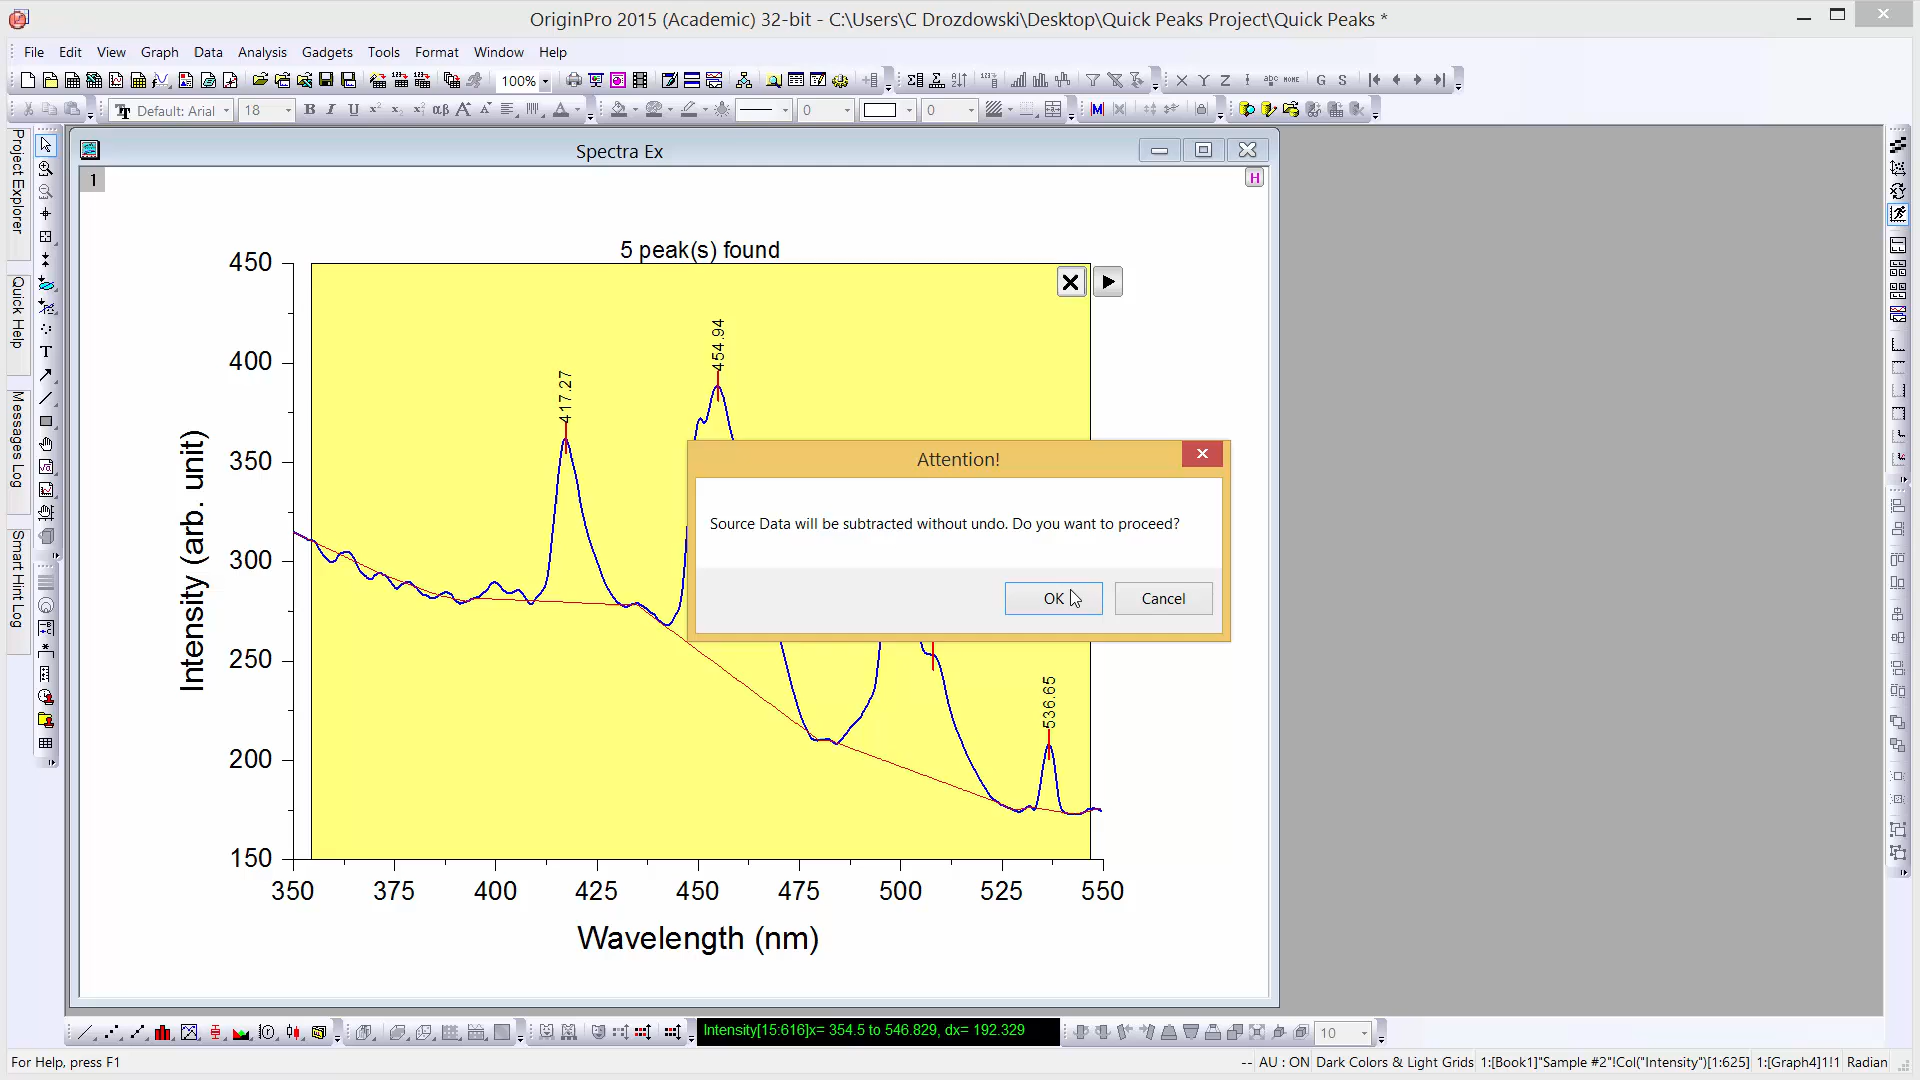 OriginPro 2015 (Academic) 32-bit - C:\Users\C Drozdowski\Desktop\Quick Peaks Project\Quick Peaks *
File Edit View Graph Data Analysis Gadgets Tools Format Window Help
100%
Default: Arial 18 0 0
Project Explorer
Quick Help
Messages Log
Smart Hint Log
Spectra Ex
1
H
5 peak(s) found
450
400
350
300
250
200
150
Intensity (arb. unit)
417.27
454.94
536.65
Attention!
Source Data will be subtracted without undo. Do you want to proceed?
OK Cancel
350 375 400 425 450 475 500 525 550
Wavelength (nm)
Intensity[15:616]x= 354.5 to 546.829, dx= 192.329
10
For Help, press F1
-- AU : ON Dark Colors & Light Grids 1:[Book1]"Sample #2"!Col("Intensity")[1:625] 1:[Graph4]1!1 Radian